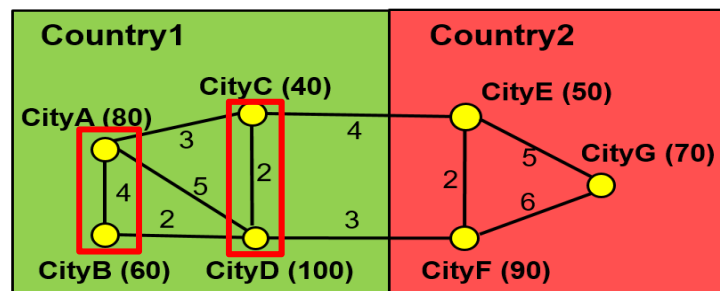 Country1
Country2
CityC (40)
CityE (50)
CityA (80)
3
4
5
CityG (70)
4
5
2
2
6
2
3
CityB (60)
CityD (100)
CityF (90)